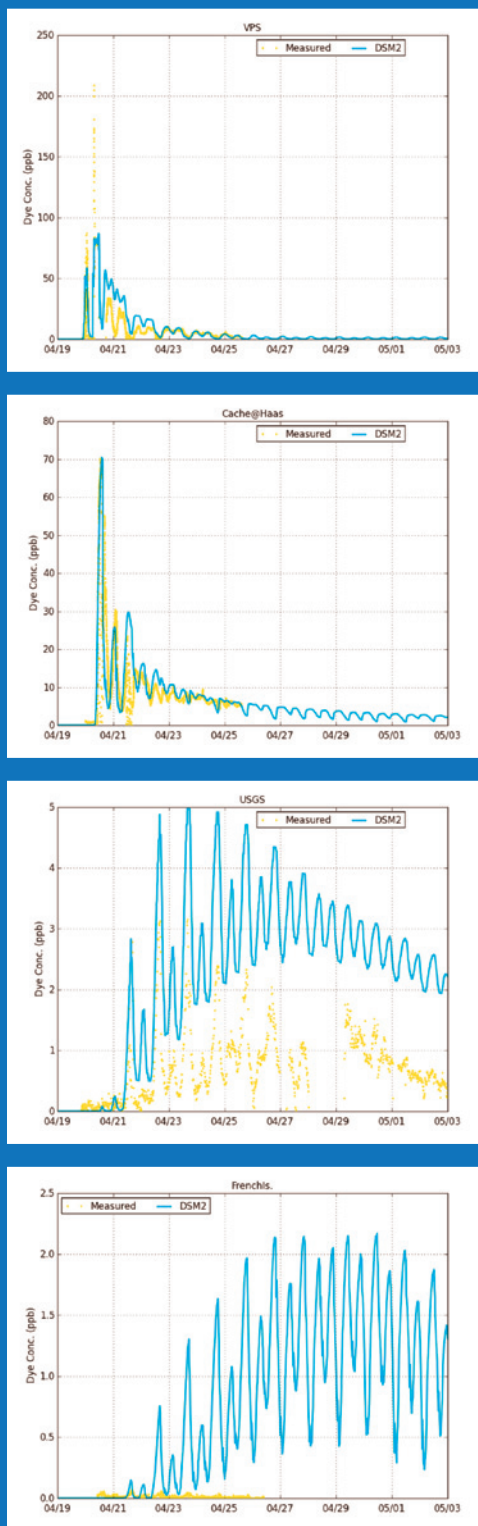 VPS
Measured DSM2
250
200
150
100
50
0
Dye Conc. (ppb)
04/19 04/21 04/23 04/25 04/27 04/29 05/01 05/03
Cache@Haas
Measured DSM2
80
70
60
50
40
30
20
10
0
Dye Conc. (ppb)
04/19 04/21 04/23 04/25 04/27 04/29 05/01 05/03
USGS
Measured DSM2
5
4
3
2
1
0
Dye Conc. (ppb)
04/19 04/21 04/23 04/25 04/27 04/29 05/01 05/03
FrenchIs.
Measured DSM2
2.5
2.0
1.5
1.0
0.5
0.0
Dye Conc. (ppb)
04/19 04/21 04/23 04/25 04/27 04/29 05/01 05/03